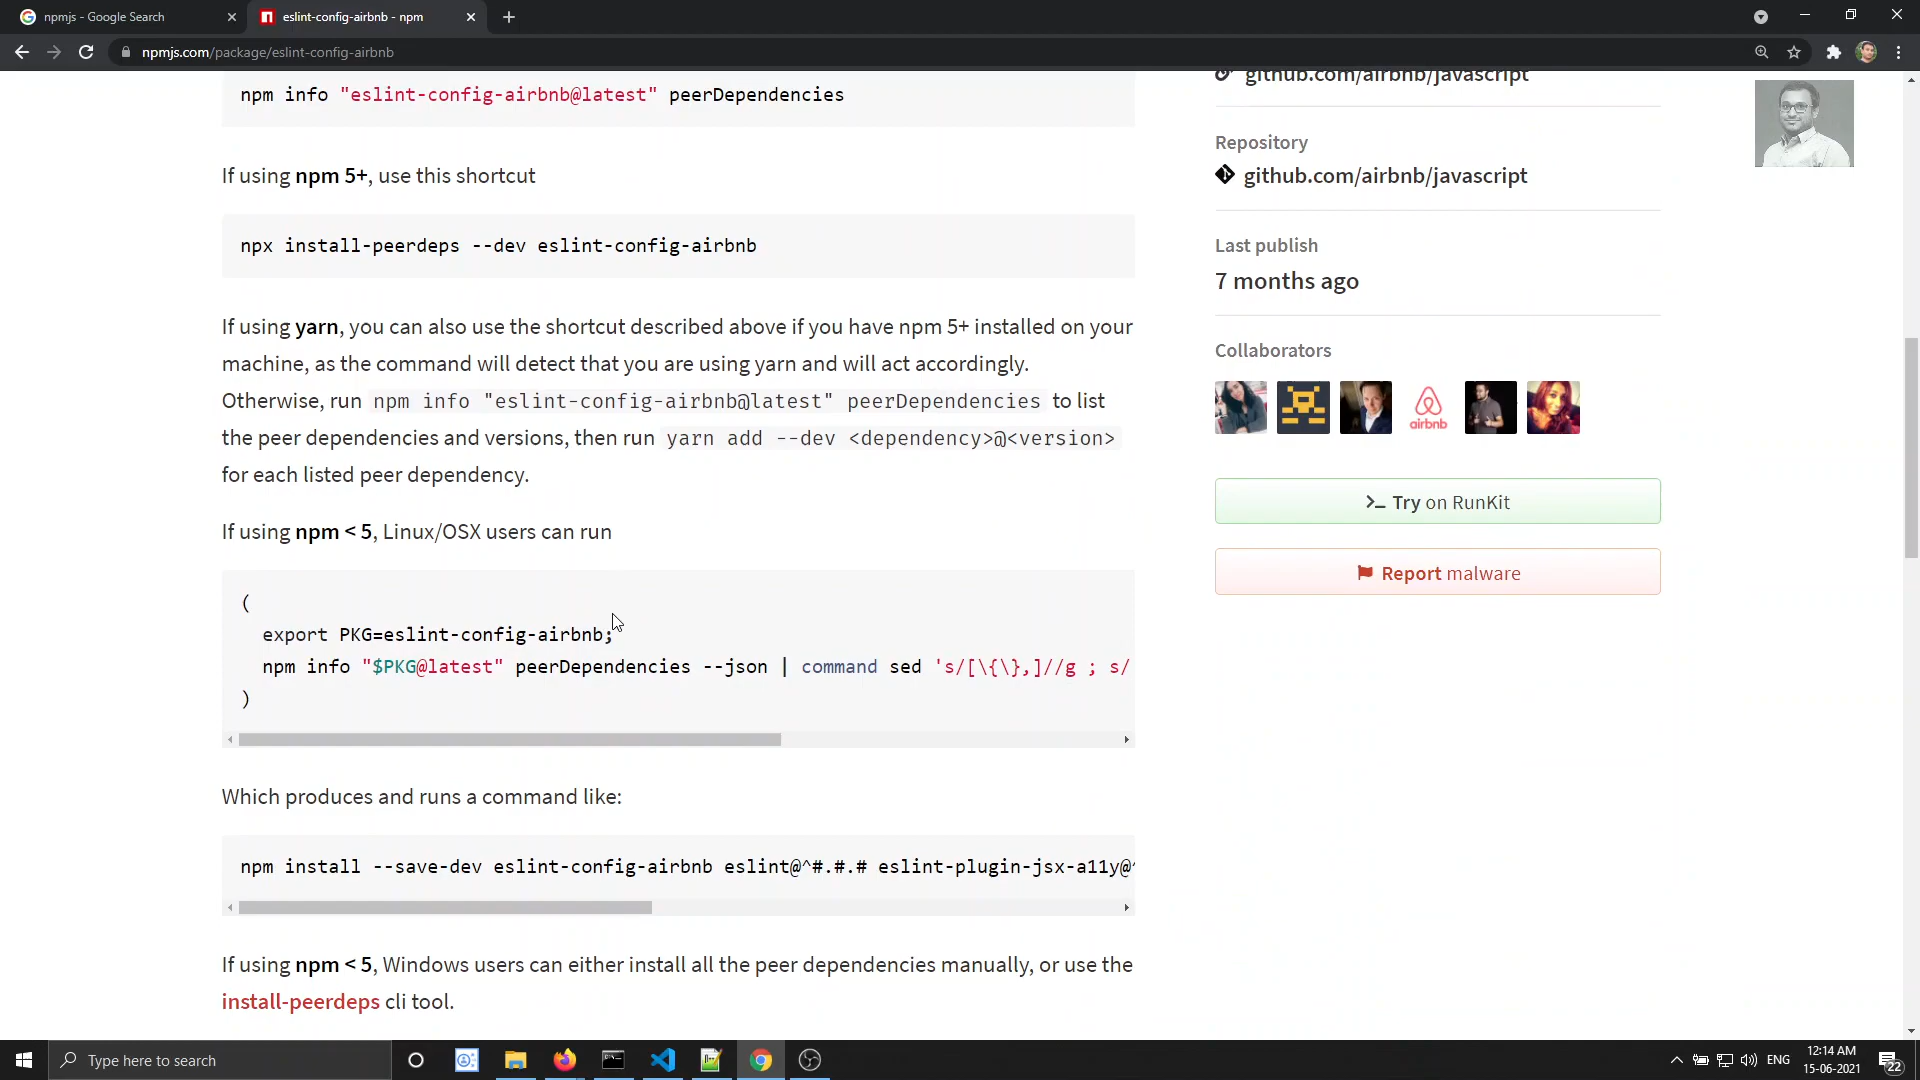 npmjs - Google Search
eslint-config-airbnb - npm
npmjs.com/package/eslint-config-airbnb
npm info "eslint-config-airbnb@latest" peerDependencies
If using npm 5+, use this shortcut
npx install-peerdeps --dev eslint-config-airbnb
If using yarn, you can also use the shortcut described above if you have npm 5+ installed on your
machine, as the command will detect that you are using yarn and will act accordingly.
Otherwise, run npm info "eslint-config-airbnb@latest" peerDependencies to list
the peer dependencies and versions, then run yarn add --dev <dependency>@<version>
for each listed peer dependency.
If using npm < 5, Linux/OSX users can run
(
export PKG=eslint-config-airbnb;
npm info "$PKG@latest" peerDependencies --json | command sed 's/[\{\},]//g ; s/
)
Which produces and runs a command like:
npm install --save-dev eslint-config-airbnb eslint@^#.#.# eslint-plugin-jsx-a11y@^
If using npm < 5, Windows users can either install all the peer dependencies manually, or use the
install-peerdeps cli tool.
github.com/airbnb/javascript
Repository
github.com/airbnb/javascript
Last publish
7 months ago
Collaborators
airbnb
Try on RunKit
Report malware
Type here to search
ENG
12:14 AM
15-06-2021
22